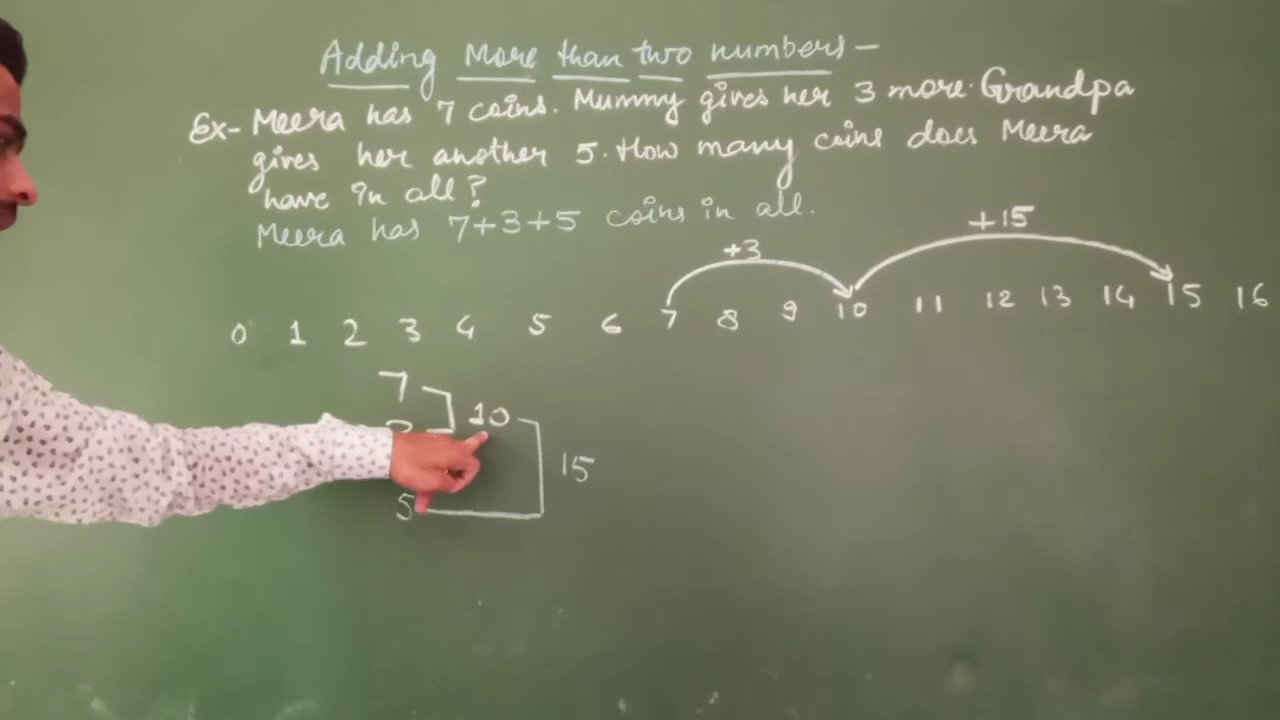 Adding More than two numbers-
Ex- Meera has 7 coins. Mummy gives her 3 more. Grandpa
gives her another 5. How many coins does Meera
have in all?
Meera has 7+3+5 coins in all.
+3 +15
0 1 2 3 4 5 6 7 8 9 10 11 12 13 14 15 16
7
10
15
5